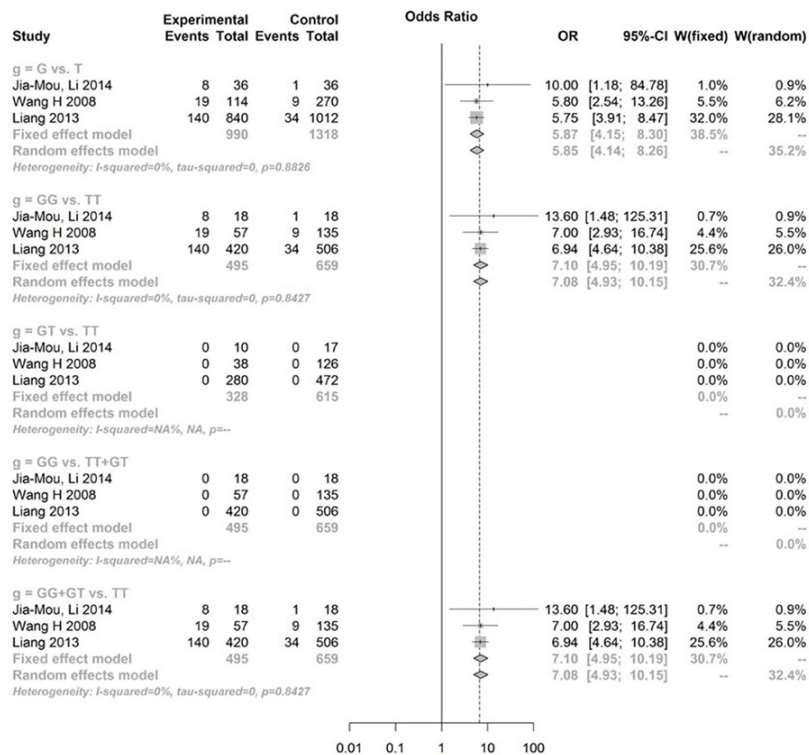 Experimental Control Odds Ratio
Study Events Total Events Total OR 95%-CI W(fixed) W(random)
g = G vs. T
Jia-Mou, Li 2014 8 36 1 36 10.00 [1.18; 84.78] 1.0% 0.9%
Wang H 2008 19 114 9 270 5.80 [2.54; 13.26] 5.5% 6.2%
Liang 2013 140 840 34 1012 5.75 [3.91; 8.47] 32.0% 28.1%
Fixed effect model 990 1318 5.87 [4.15; 8.30] 38.5% --
Random effects model 5.85 [4.14; 8.26] -- 35.2%
Heterogeneity: I-squared=0%, tau-squared=0, p=0.8826
g = GG vs. TT
Jia-Mou, Li 2014 8 18 1 18 13.60 [1.48; 125.31] 0.7% 0.9%
Wang H 2008 19 57 9 135 7.00 [2.93; 16.74] 4.4% 5.5%
Liang 2013 140 420 34 506 6.94 [4.64; 10.38] 25.6% 26.0%
Fixed effect model 495 659 7.10 [4.95; 10.19] 30.7% --
Random effects model 7.08 [4.93; 10.15] -- 32.4%
Heterogeneity: I-squared=0%, tau-squared=0, p=0.8427
g = GT vs. TT
Jia-Mou, Li 2014 0 10 0 17 0.0% 0.0%
Wang H 2008 0 38 0 126 0.0% 0.0%
Liang 2013 0 280 0 472 0.0% 0.0%
Fixed effect model 328 615 0.0% --
Random effects model -- 0.0%
Heterogeneity: I-squared=NA%, NA, p=--
g = GG vs. TT+GT
Jia-Mou, Li 2014 0 18 0 18 0.0% 0.0%
Wang H 2008 0 57 0 135 0.0% 0.0%
Liang 2013 0 420 0 506 0.0% 0.0%
Fixed effect model 495 659 0.0% --
Random effects model -- 0.0%
Heterogeneity: I-squared=NA%, NA, p=--
g = GG+GT vs. TT
Jia-Mou, Li 2014 8 18 1 18 13.60 [1.48; 125.31] 0.7% 0.9%
Wang H 2008 19 57 9 135 7.00 [2.93; 16.74] 4.4% 5.5%
Liang 2013 140 420 34 506 6.94 [4.64; 10.38] 25.6% 26.0%
Fixed effect model 495 659 7.10 [4.95; 10.19] 30.7% --
Random effects model 7.08 [4.93; 10.15] -- 32.4%
Heterogeneity: I-squared=0%, tau-squared=0, p=0.8427
0.01 0.1 1 10 100